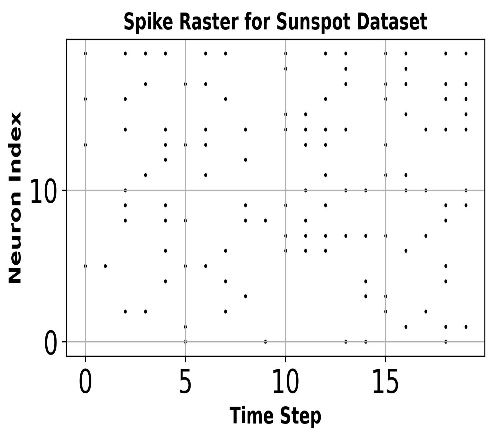 Spike Raster for Sunspot Dataset
Neuron Index
10
0
0 5 10 15
Time Step